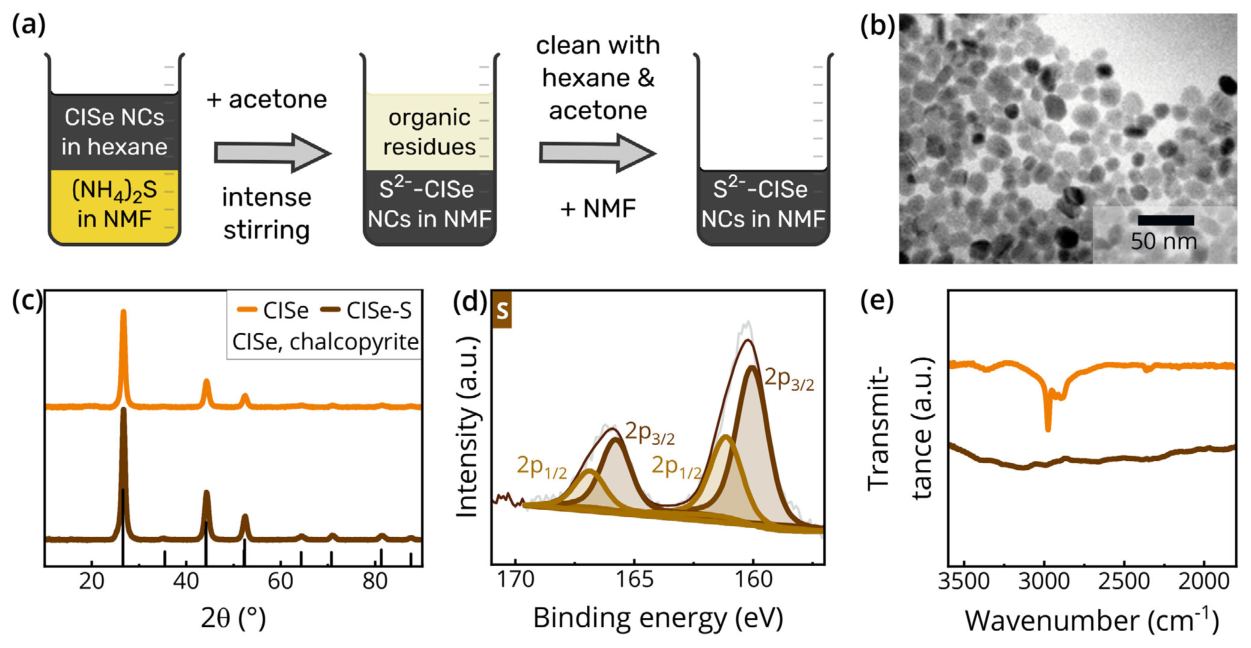 (a)
CISe NCs
in hexane
(NH₄)₂S
in NMF
+ acetone
intense
stirring
organic
residues
S²⁻-CISe
NCs in NMF
clean with
hexane &
acetone
+ NMF
S²⁻-CISe
NCs in NMF
(b)
50 nm
(c)
CISe CISe-S
CISe, chalcopyrite
20 40 60 80
2θ (°)
(d)
S
Intensity (a.u.)
2p₁/₂
2p₃/₂
2p₁/₂
2p₃/₂
170 165 160
Binding energy (eV)
(e)
Transmit-
tance (a.u.)
3500 3000 2500 2000
Wavenumber (cm⁻¹)